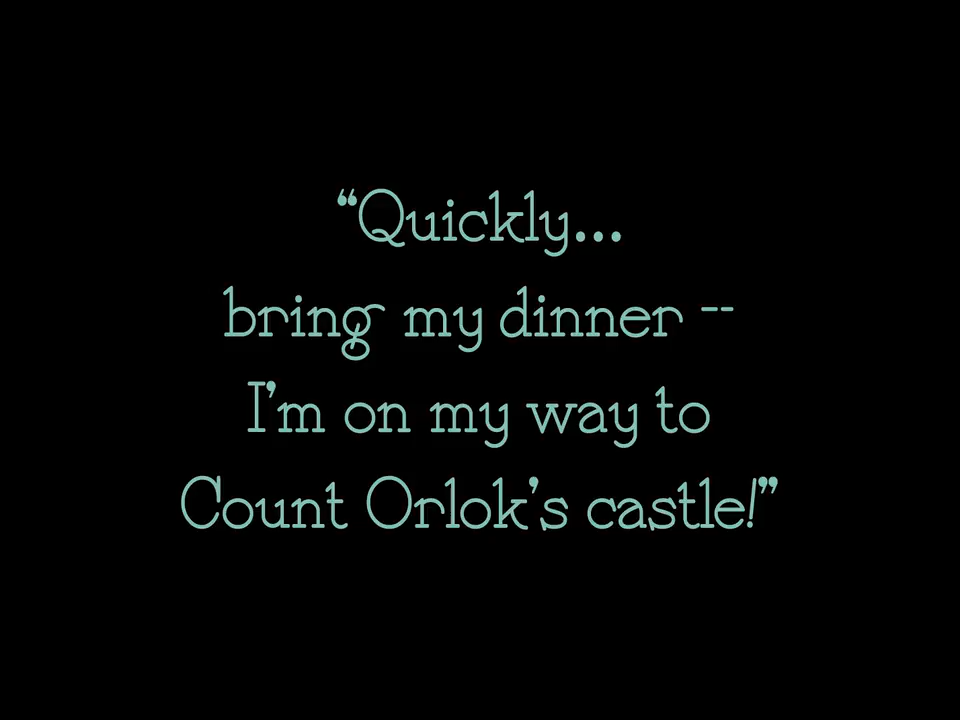 “Quickly...
bring my dinner --
I’m on my way to
Count Orlok’s castle!”